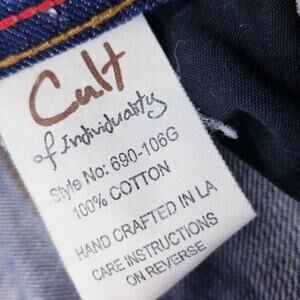 Cult
of Individuality
Style No: 690-106G
100% COTTON
HAND CRAFTED IN LA
CARE INSTRUCTIONS
ON REVERSE